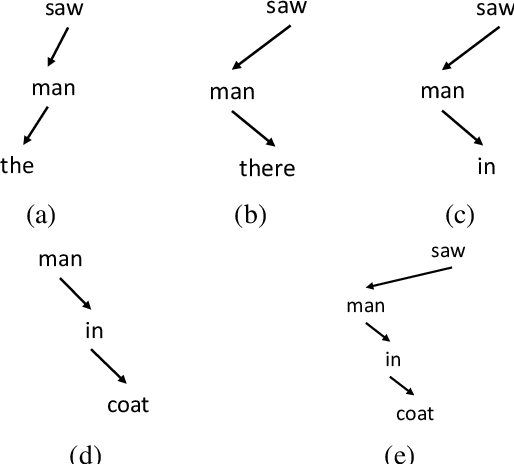 saw
man
the
(a)
saw
man
there
(b)
saw
man
in
(c)
man
in
coat
(d)
saw
man
in
coat
(e)